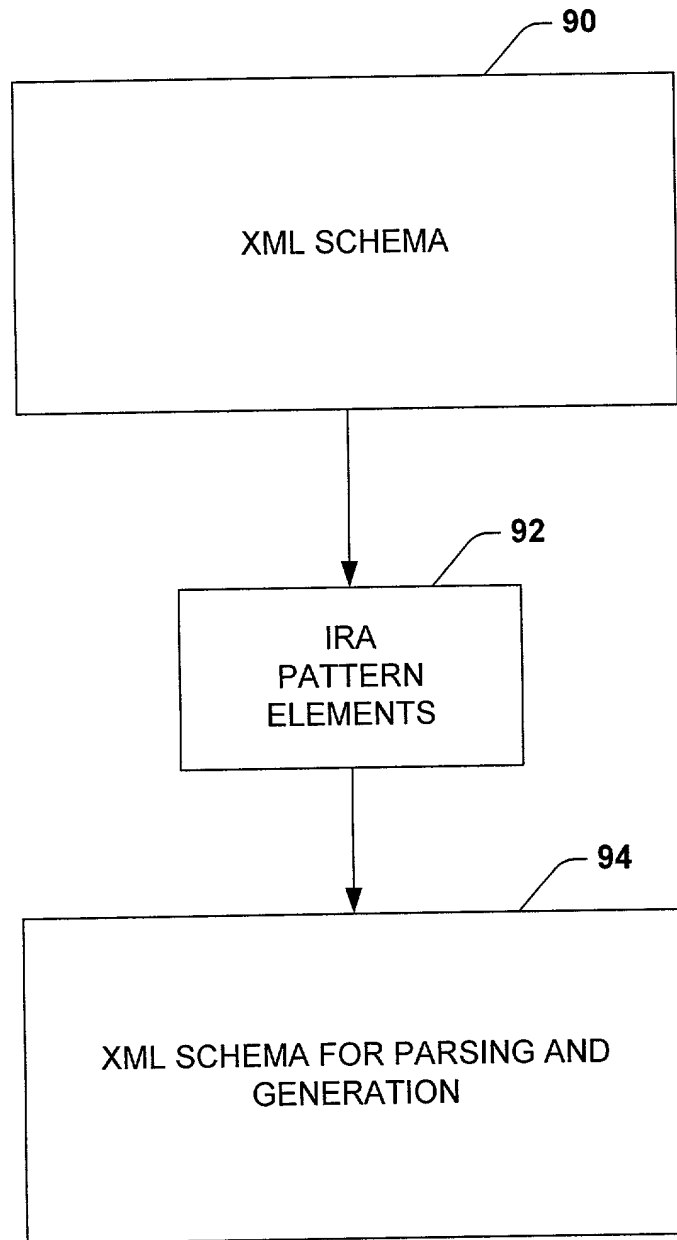 90
XML SCHEMA
92
IRA
PATTERN
ELEMENTS
94
XML SCHEMA FOR PARSING AND
GENERATION